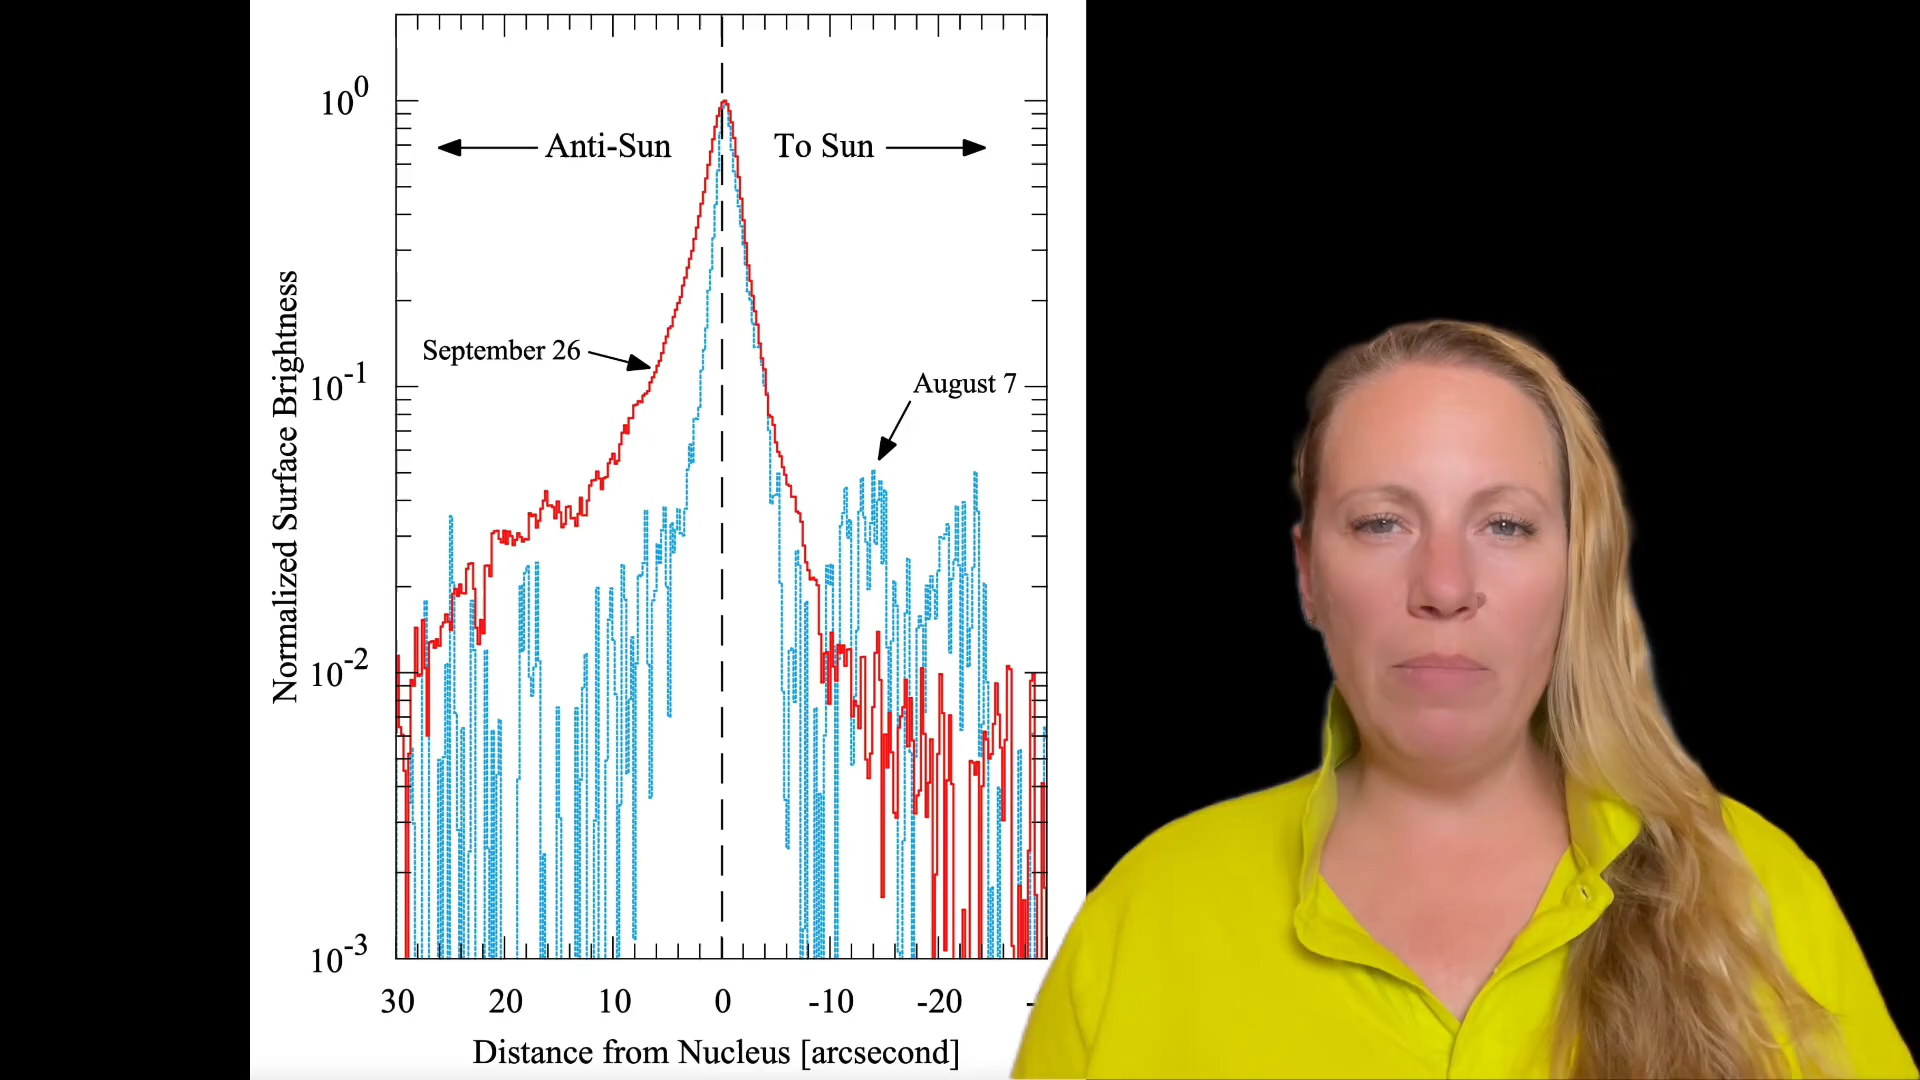 10^0
Anti-Sun
To Sun
September 26
10^-1
August 7
Normalized Surface Brightness
10^-2
10^-3
30 20 10 0 -10 -20 -
Distance from Nucleus [arcsecond]